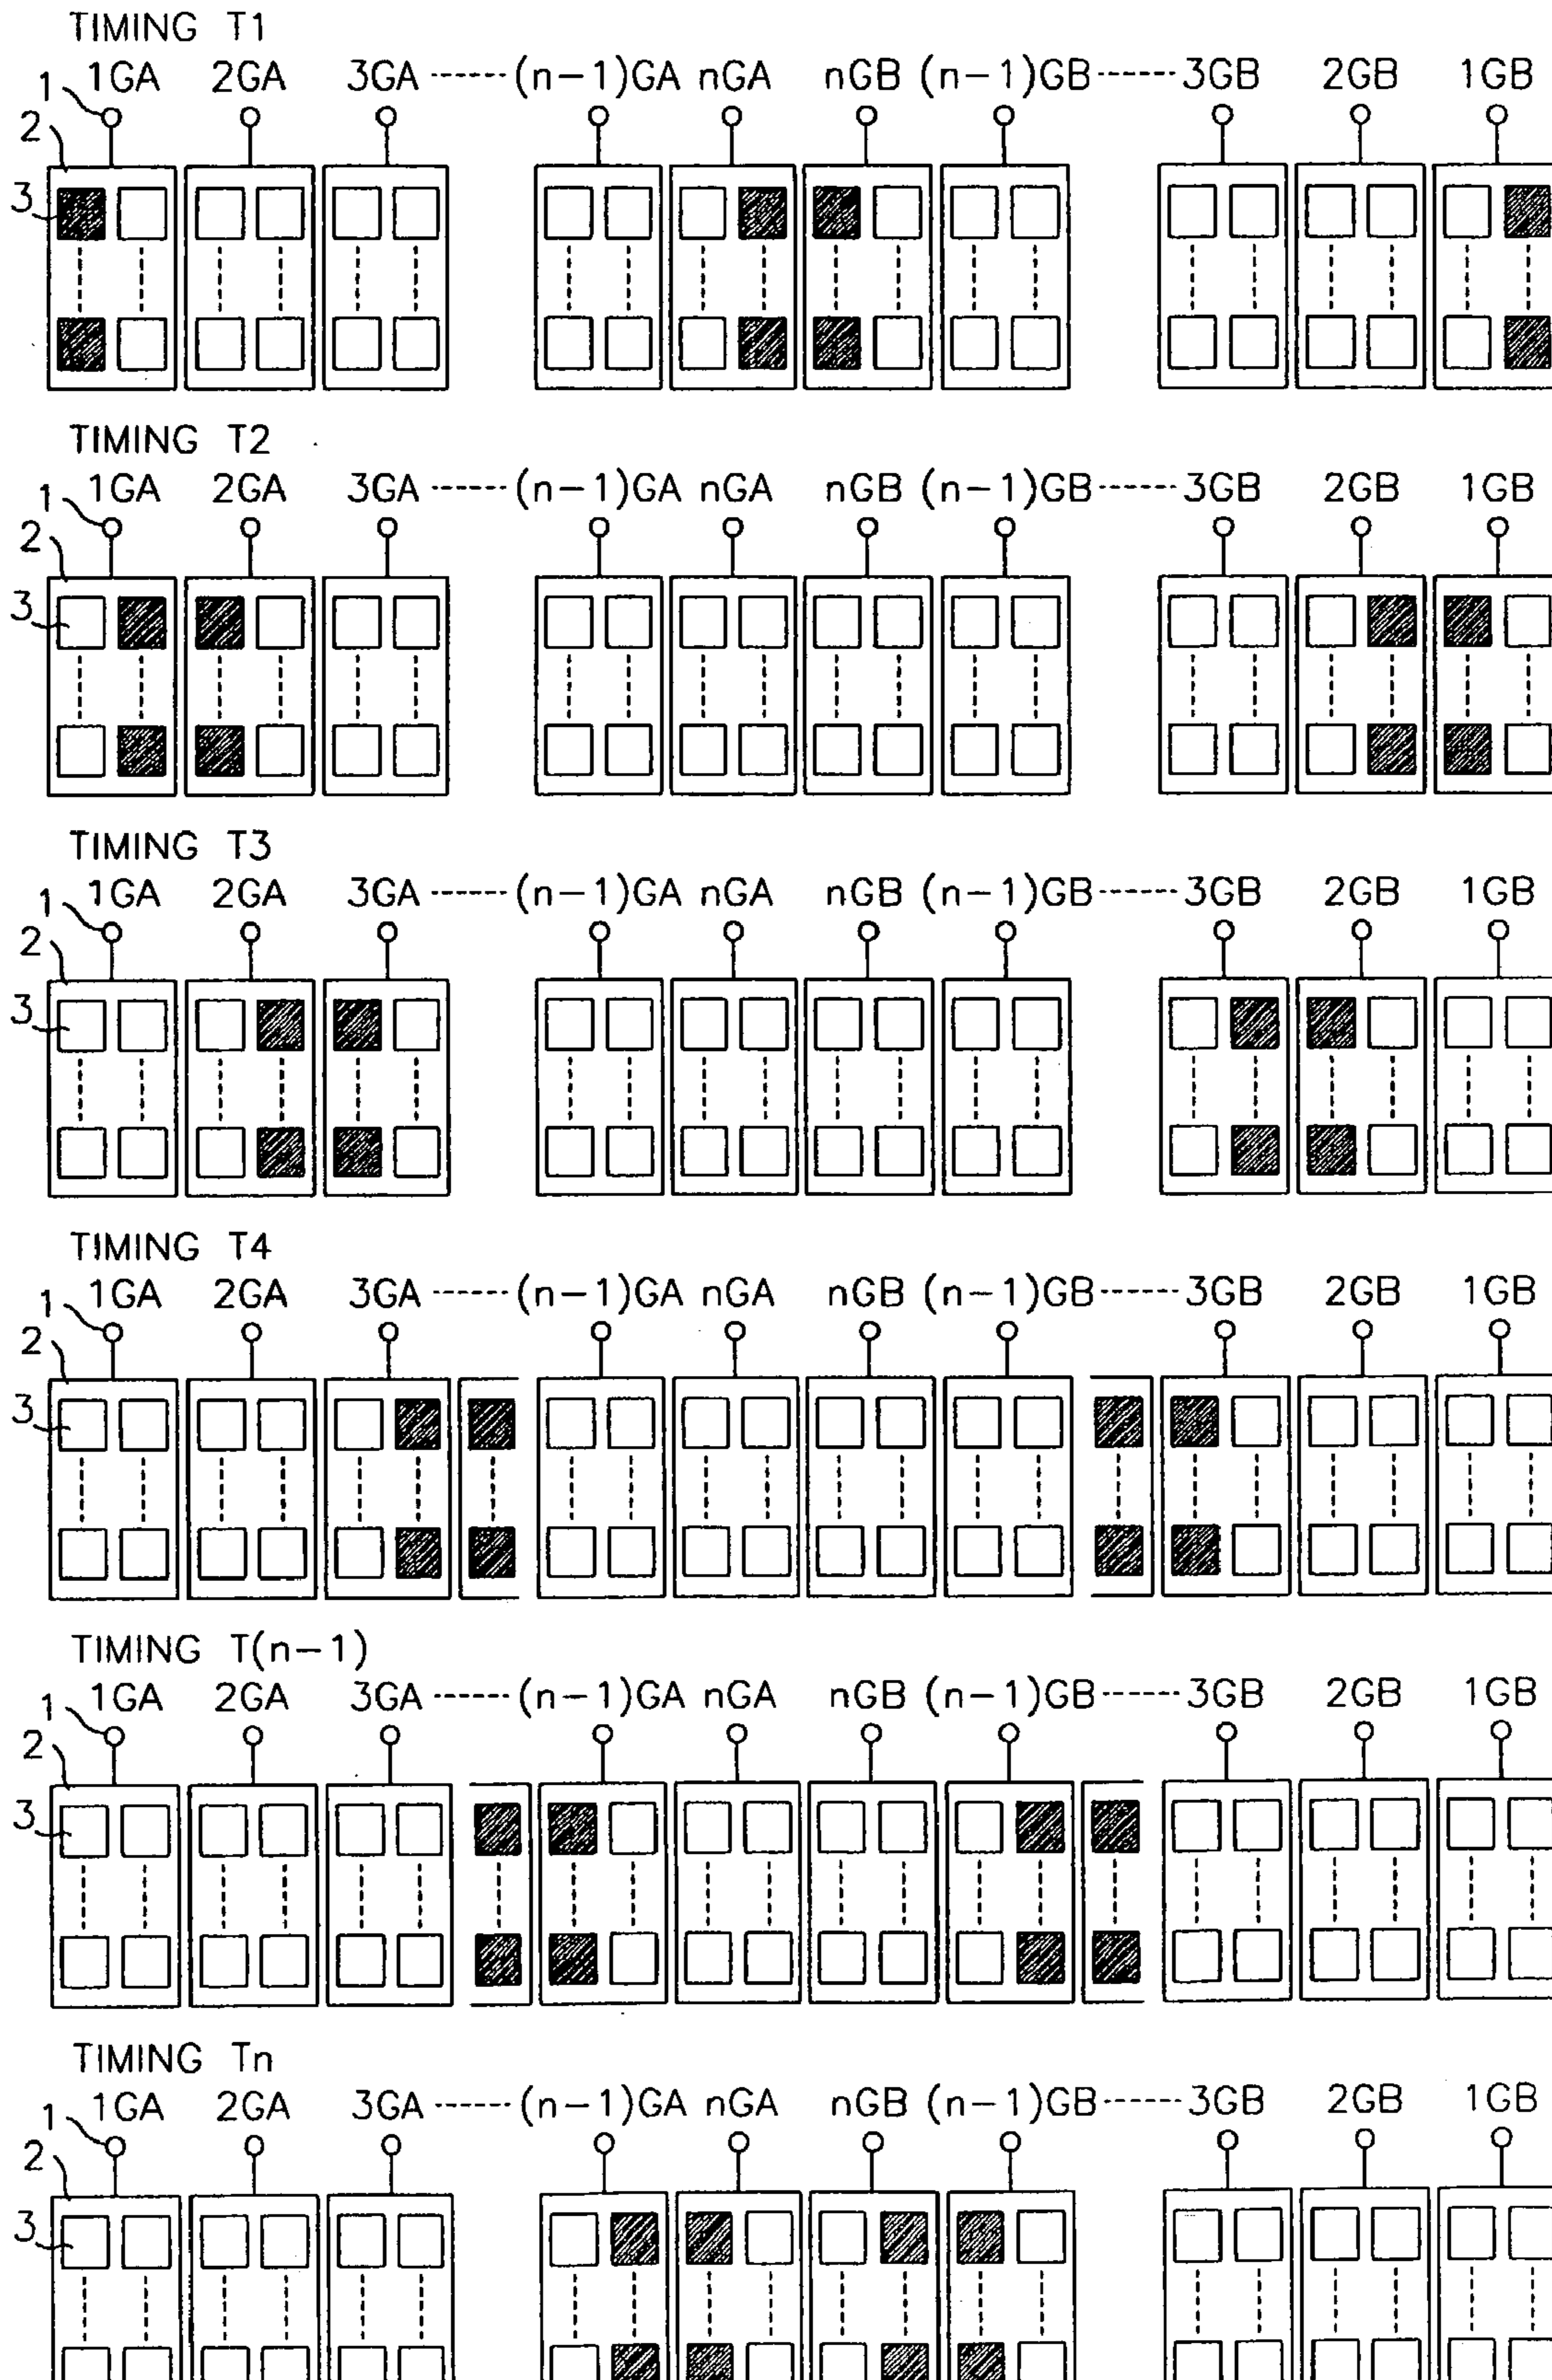 TIMING T1
1GA 2GA 3GA ------ (n-1)GA nGA nGB (n-1)GB ------ 3GB 2GB 1GB
1
2
3
TIMING T2
1GA 2GA 3GA ------ (n-1)GA nGA nGB (n-1)GB ------ 3GB 2GB 1GB
1
2
3
TIMING T3
1GA 2GA 3GA ------ (n-1)GA nGA nGB (n-1)GB ------ 3GB 2GB 1GB
1
2
3
TIMING T4
1GA 2GA 3GA ------ (n-1)GA nGA nGB (n-1)GB ------ 3GB 2GB 1GB
1
2
3
TIMING T(n-1)
1GA 2GA 3GA ------ (n-1)GA nGA nGB (n-1)GB ------ 3GB 2GB 1GB
1
2
3
TIMING Tn
1GA 2GA 3GA ------ (n-1)GA nGA nGB (n-1)GB ------ 3GB 2GB 1GB
1
2
3